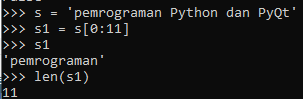 >>> s = 'pemrograman Python dan PyQt'
>>> s1 = s[0:11]
>>> s1
'pemrograman'
>>> len(s1)
11